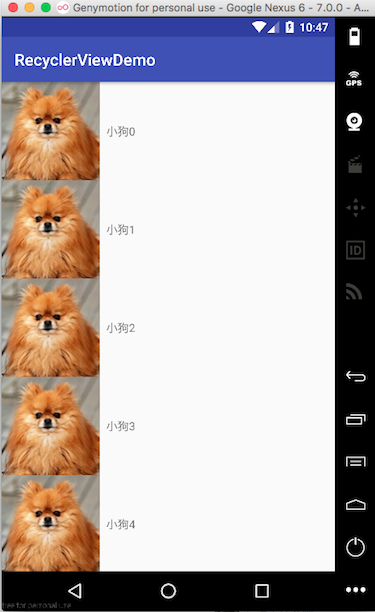 Genymotion for personal use - Google Nexus 6 - 7.0.0 - A...
10:47
RecyclerViewDemo
GPS
小狗0
小狗1
小狗2
ID
小狗3
小狗4
free for personal use